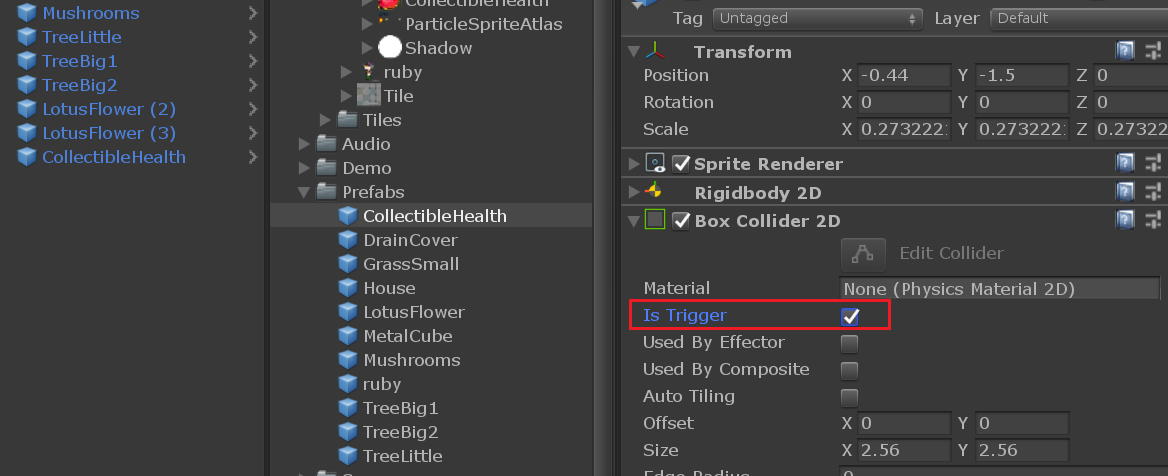 Mushrooms
TreeLittle
TreeBig1
TreeBig2
LotusFlower (2)
LotusFlower (3)
CollectibleHealth
CollectibleHealth
ParticleSpriteAtlas
Shadow
ruby
Tile
Tiles
Audio
Demo
Prefabs
CollectibleHealth
DrainCover
GrassSmall
House
LotusFlower
MetalCube
Mushrooms
ruby
TreeBig1
TreeBig2
TreeLittle
Tag Untagged Layer Default
Transform
Position X -0.44 Y -1.5 Z 0
Rotation X 0 Y 0 Z 0
Scale X 0.273222 Y 0.273222 Z 0.27322
Sprite Renderer
Rigidbody 2D
Box Collider 2D
Edit Collider
Material None (Physics Material 2D)
Is Trigger
Used By Effector
Used By Composite
Auto Tiling
Offset X 0 Y 0
Size X 2.56 Y 2.56
Edge Radius